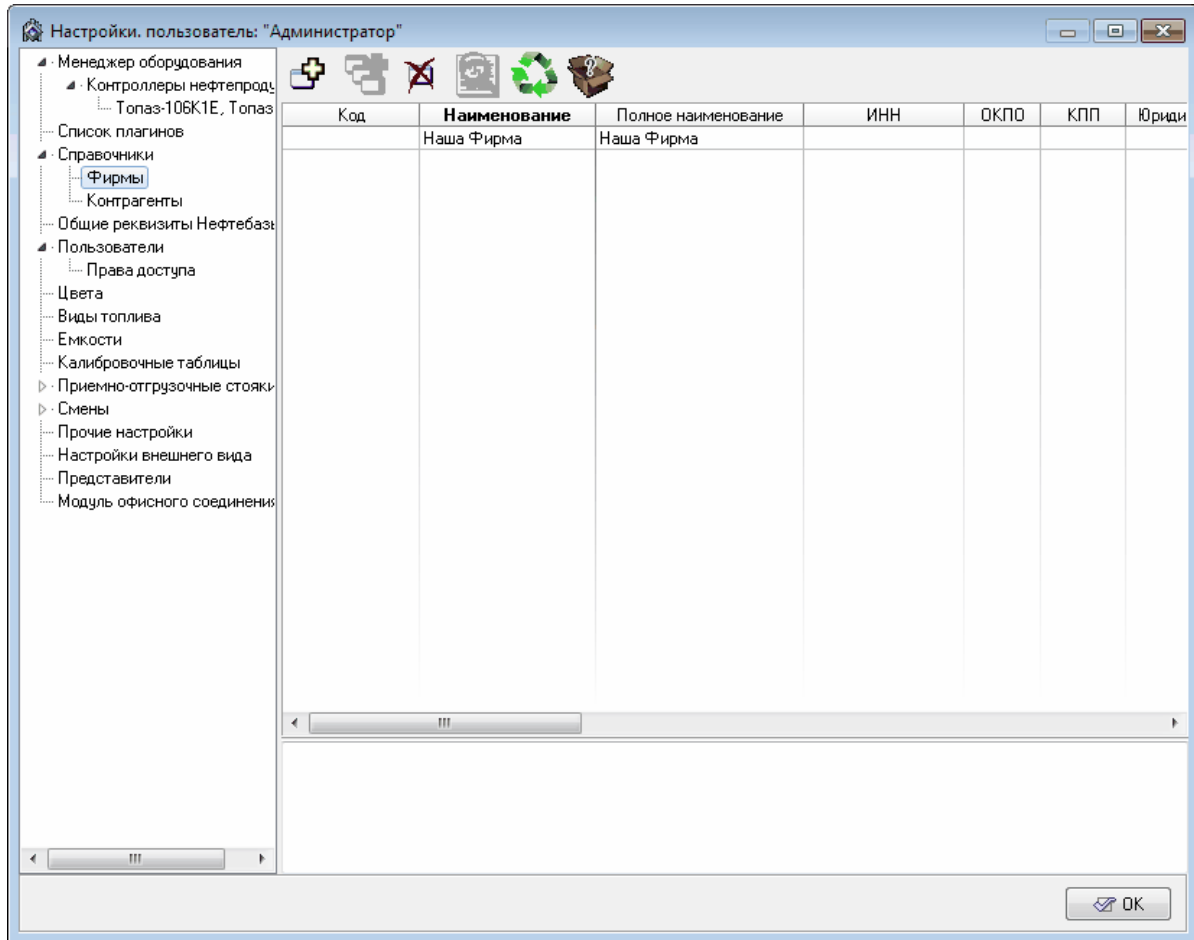 Настройки. пользователь: "Администратор"
Менеджер оборудования
Контроллеры нефтепроду
Топаз-106К1Е, Топаз
Список плагинов
Справочники
Фирмы
Контрагенты
Общие реквизиты Нефтебазы
Пользователи
Права доступа
Цвета
Виды топлива
Емкости
Калибровочные таблицы
Приемно-отгрузочные стояки
Смены
Прочие настройки
Настройки внешнего вида
Представители
Модуль офисного соединения
Код Наименование Полное наименование ИНН ОКПО КПП Юриди
Наша Фирма Наша Фирма
OK